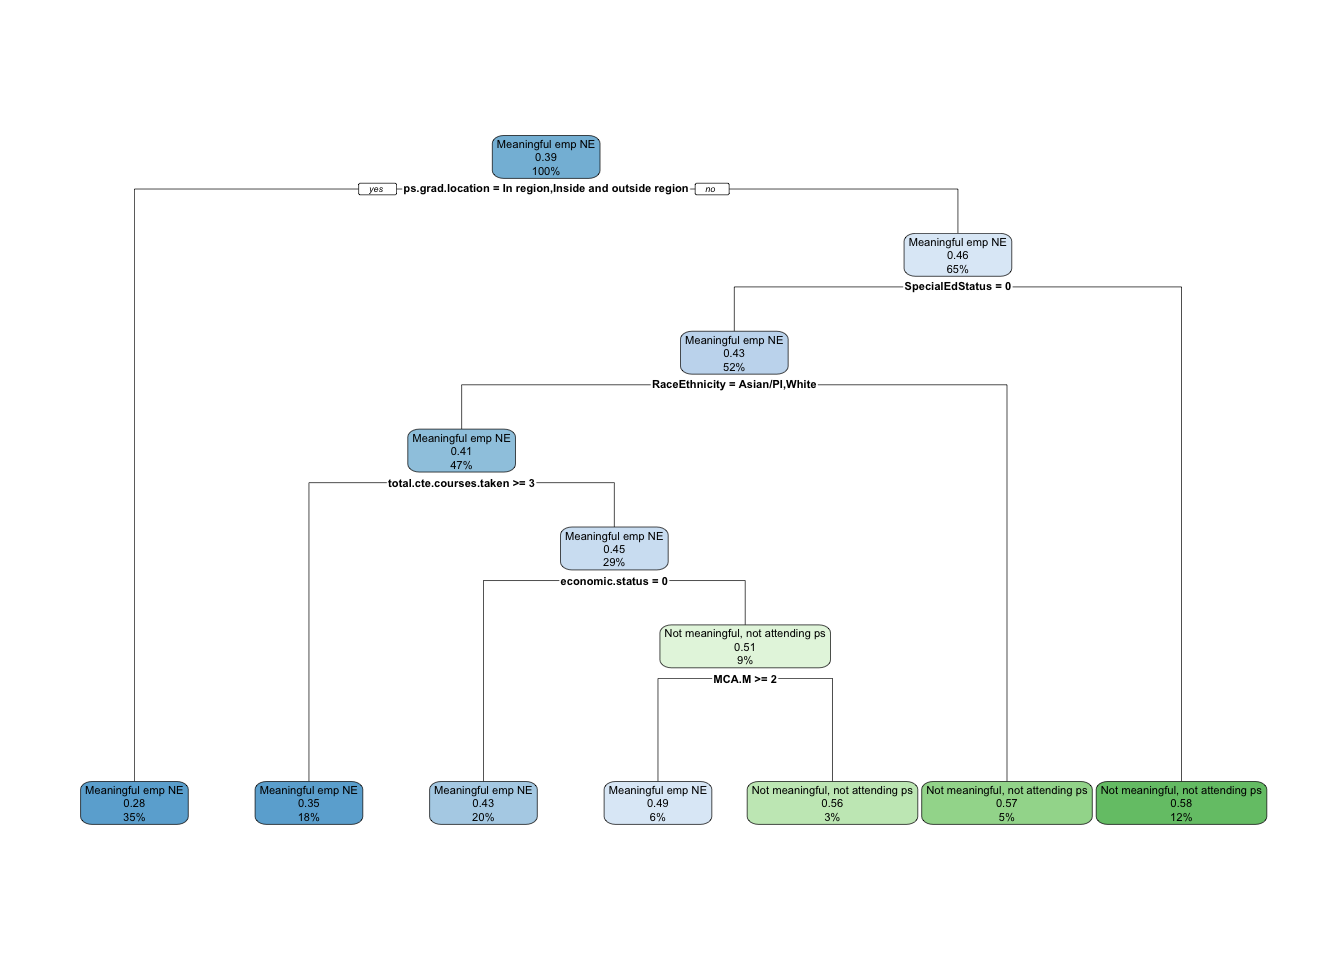 Meaningful emp NE
0.39
100%
yes
ps.grad.location = In region,Inside and outside region
no
Meaningful emp NE
0.46
65%
SpecialEdStatus = 0
Meaningful emp NE
0.43
52%
RaceEthnicity = Asian/PI,White
Meaningful emp NE
0.41
47%
total.cte.courses.taken >= 3
Meaningful emp NE
0.45
29%
economic.status = 0
Not meaningful, not attending ps
0.51
9%
MCA.M >= 2
Meaningful emp NE
0.28
35%
Meaningful emp NE
0.35
18%
Meaningful emp NE
0.43
20%
Meaningful emp NE
0.49
6%
Not meaningful, not attending ps
0.56
3%
Not meaningful, not attending ps
0.57
5%
Not meaningful, not attending ps
0.58
12%